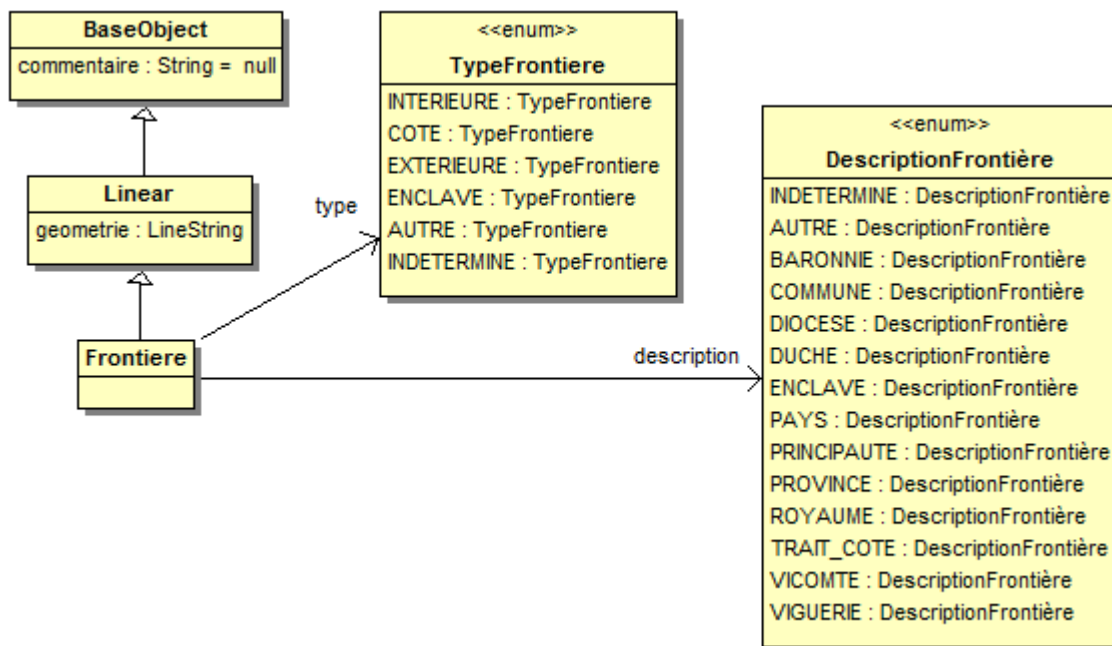 BaseObject
commentaire : String = null
Linear
geometrie : LineString
Frontiere
type
description
<<enum>>
TypeFrontiere
INTERIEURE : TypeFrontiere
COTE : TypeFrontiere
EXTERIEURE : TypeFrontiere
ENCLAVE : TypeFrontiere
AUTRE : TypeFrontiere
INDETERMINE : TypeFrontiere
<<enum>>
DescriptionFrontière
INDETERMINE : DescriptionFrontière
AUTRE : DescriptionFrontière
BARONNIE : DescriptionFrontière
COMMUNE : DescriptionFrontière
DIOCESE : DescriptionFrontière
DUCHE : DescriptionFrontière
ENCLAVE : DescriptionFrontière
PAYS : DescriptionFrontière
PRINCIPAUTE : DescriptionFrontière
PROVINCE : DescriptionFrontière
ROYAUME : DescriptionFrontière
TRAIT_COTE : DescriptionFrontière
VICOMTE : DescriptionFrontière
VIGUERIE : DescriptionFrontière